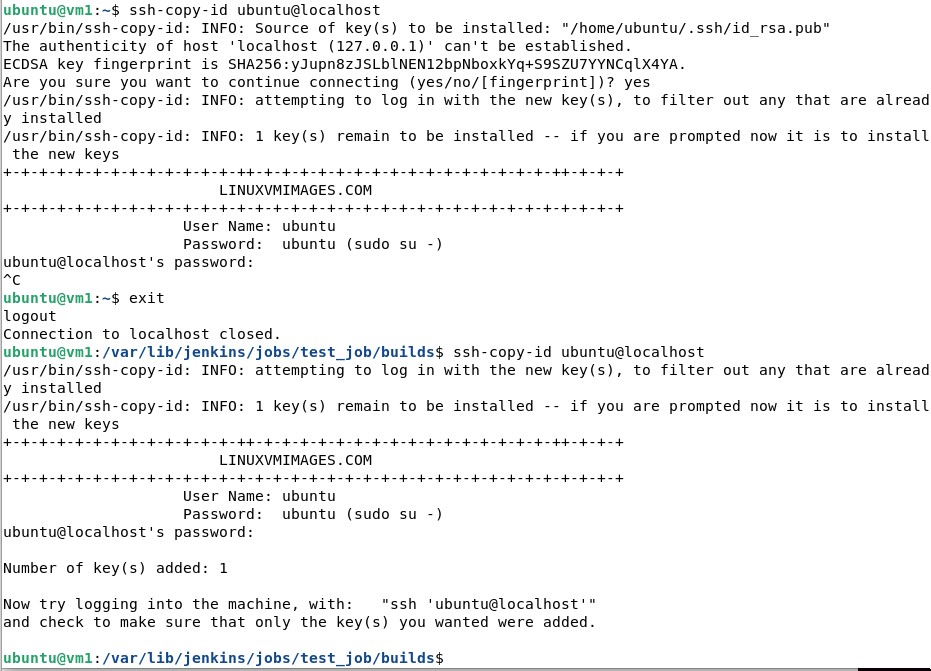 ubuntu@vm1:~$ ssh-copy-id ubuntu@localhost
/usr/bin/ssh-copy-id: INFO: Source of key(s) to be installed: "/home/ubuntu/.ssh/id_rsa.pub"
The authenticity of host 'localhost (127.0.0.1)' can't be established.
ECDSA key fingerprint is SHA256:yJupn8zJSLblNEN12bpNboxkYq+S9SZU7YYNCqlX4YA.
Are you sure you want to continue connecting (yes/no/[fingerprint])? yes
/usr/bin/ssh-copy-id: INFO: attempting to log in with the new key(s), to filter out any that are alread
y installed
/usr/bin/ssh-copy-id: INFO: 1 key(s) remain to be installed -- if you are prompted now it is to install
 the new keys
+-+-+-+-+-+-+-+-+-+-+-+-+-++-+-+-+-+-+-+-+-+-+-+-+-+-+-+-+-+-++-+-+-+
                        LINUXVMIMAGES.COM
+-+-+-+-+-+-+-+-+-+-+-+-+-+-+-+-+-+-+-+-+-+-+-+-+-+-+-+-+-+-+-+-+-+-+
                    User Name: ubuntu
                    Password:  ubuntu (sudo su -)
ubuntu@localhost's password:
^C
ubuntu@vm1:~$ exit
logout
Connection to localhost closed.
ubuntu@vm1:/var/lib/jenkins/jobs/test_job/builds$ ssh-copy-id ubuntu@localhost
/usr/bin/ssh-copy-id: INFO: attempting to log in with the new key(s), to filter out any that are alread
y installed
/usr/bin/ssh-copy-id: INFO: 1 key(s) remain to be installed -- if you are prompted now it is to install
 the new keys
+-+-+-+-+-+-+-+-+-+-+-+-+-++-+-+-+-+-+-+-+-+-+-+-+-+-+-+-+-+-++-+-+-+
                        LINUXVMIMAGES.COM
+-+-+-+-+-+-+-+-+-+-+-+-+-+-+-+-+-+-+-+-+-+-+-+-+-+-+-+-+-+-+-+-+-+-+
                    User Name: ubuntu
                    Password:  ubuntu (sudo su -)
ubuntu@localhost's password:

Number of key(s) added: 1

Now try logging into the machine, with:   "ssh 'ubuntu@localhost'"
and check to make sure that only the key(s) you wanted were added.

ubuntu@vm1:/var/lib/jenkins/jobs/test_job/builds$